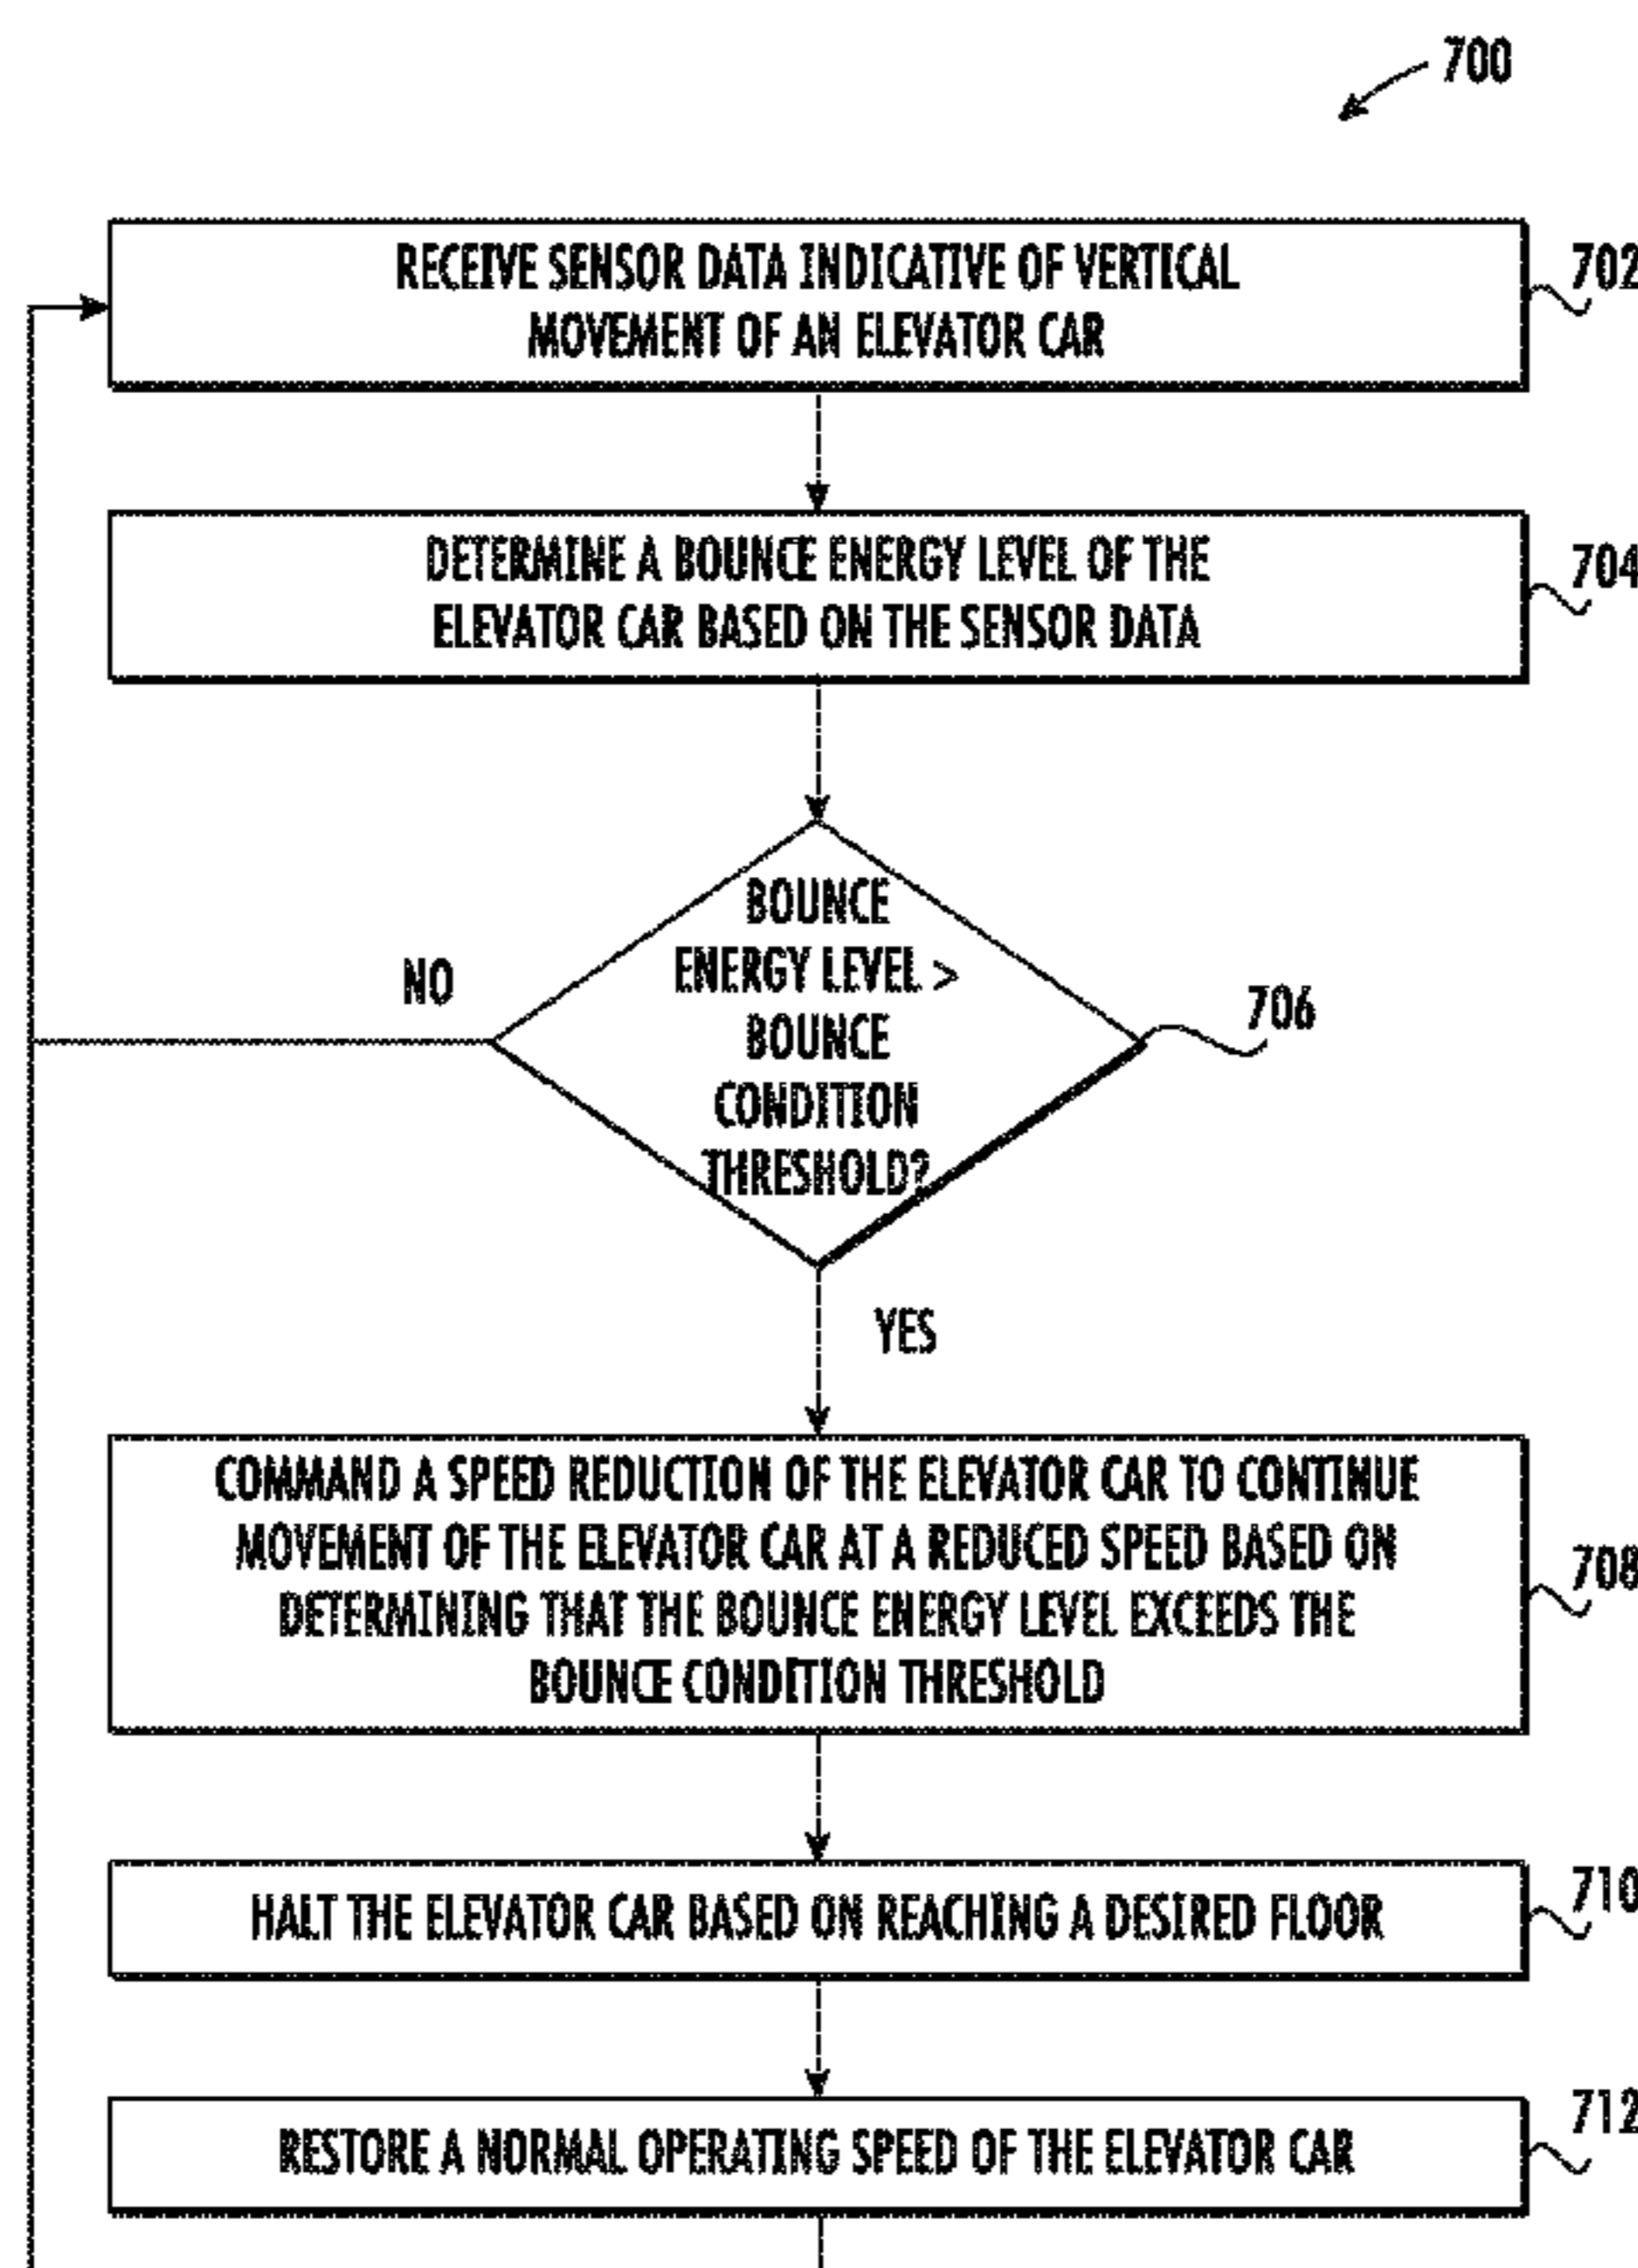 700
RECEIVE SENSOR DATA INDICATIVE OF VERTICAL
MOVEMENT OF AN ELEVATOR CAR
702
DETERMINE A BOUNCE ENERGY LEVEL OF THE
ELEVATOR CAR BASED ON THE SENSOR DATA
704
BOUNCE
ENERGY LEVEL >
BOUNCE
CONDITION
THRESHOLD?
NO
706
YES
COMMAND A SPEED REDUCTION OF THE ELEVATOR CAR TO CONTINUE
MOVEMENT OF THE ELEVATOR CAR AT A REDUCED SPEED BASED ON
DETERMINING THAT THE BOUNCE ENERGY LEVEL EXCEEDS THE
BOUNCE CONDITION THRESHOLD
708
HALT THE ELEVATOR CAR BASED ON REACHING A DESIRED FLOOR
710
RESTORE A NORMAL OPERATING SPEED OF THE ELEVATOR CAR
712